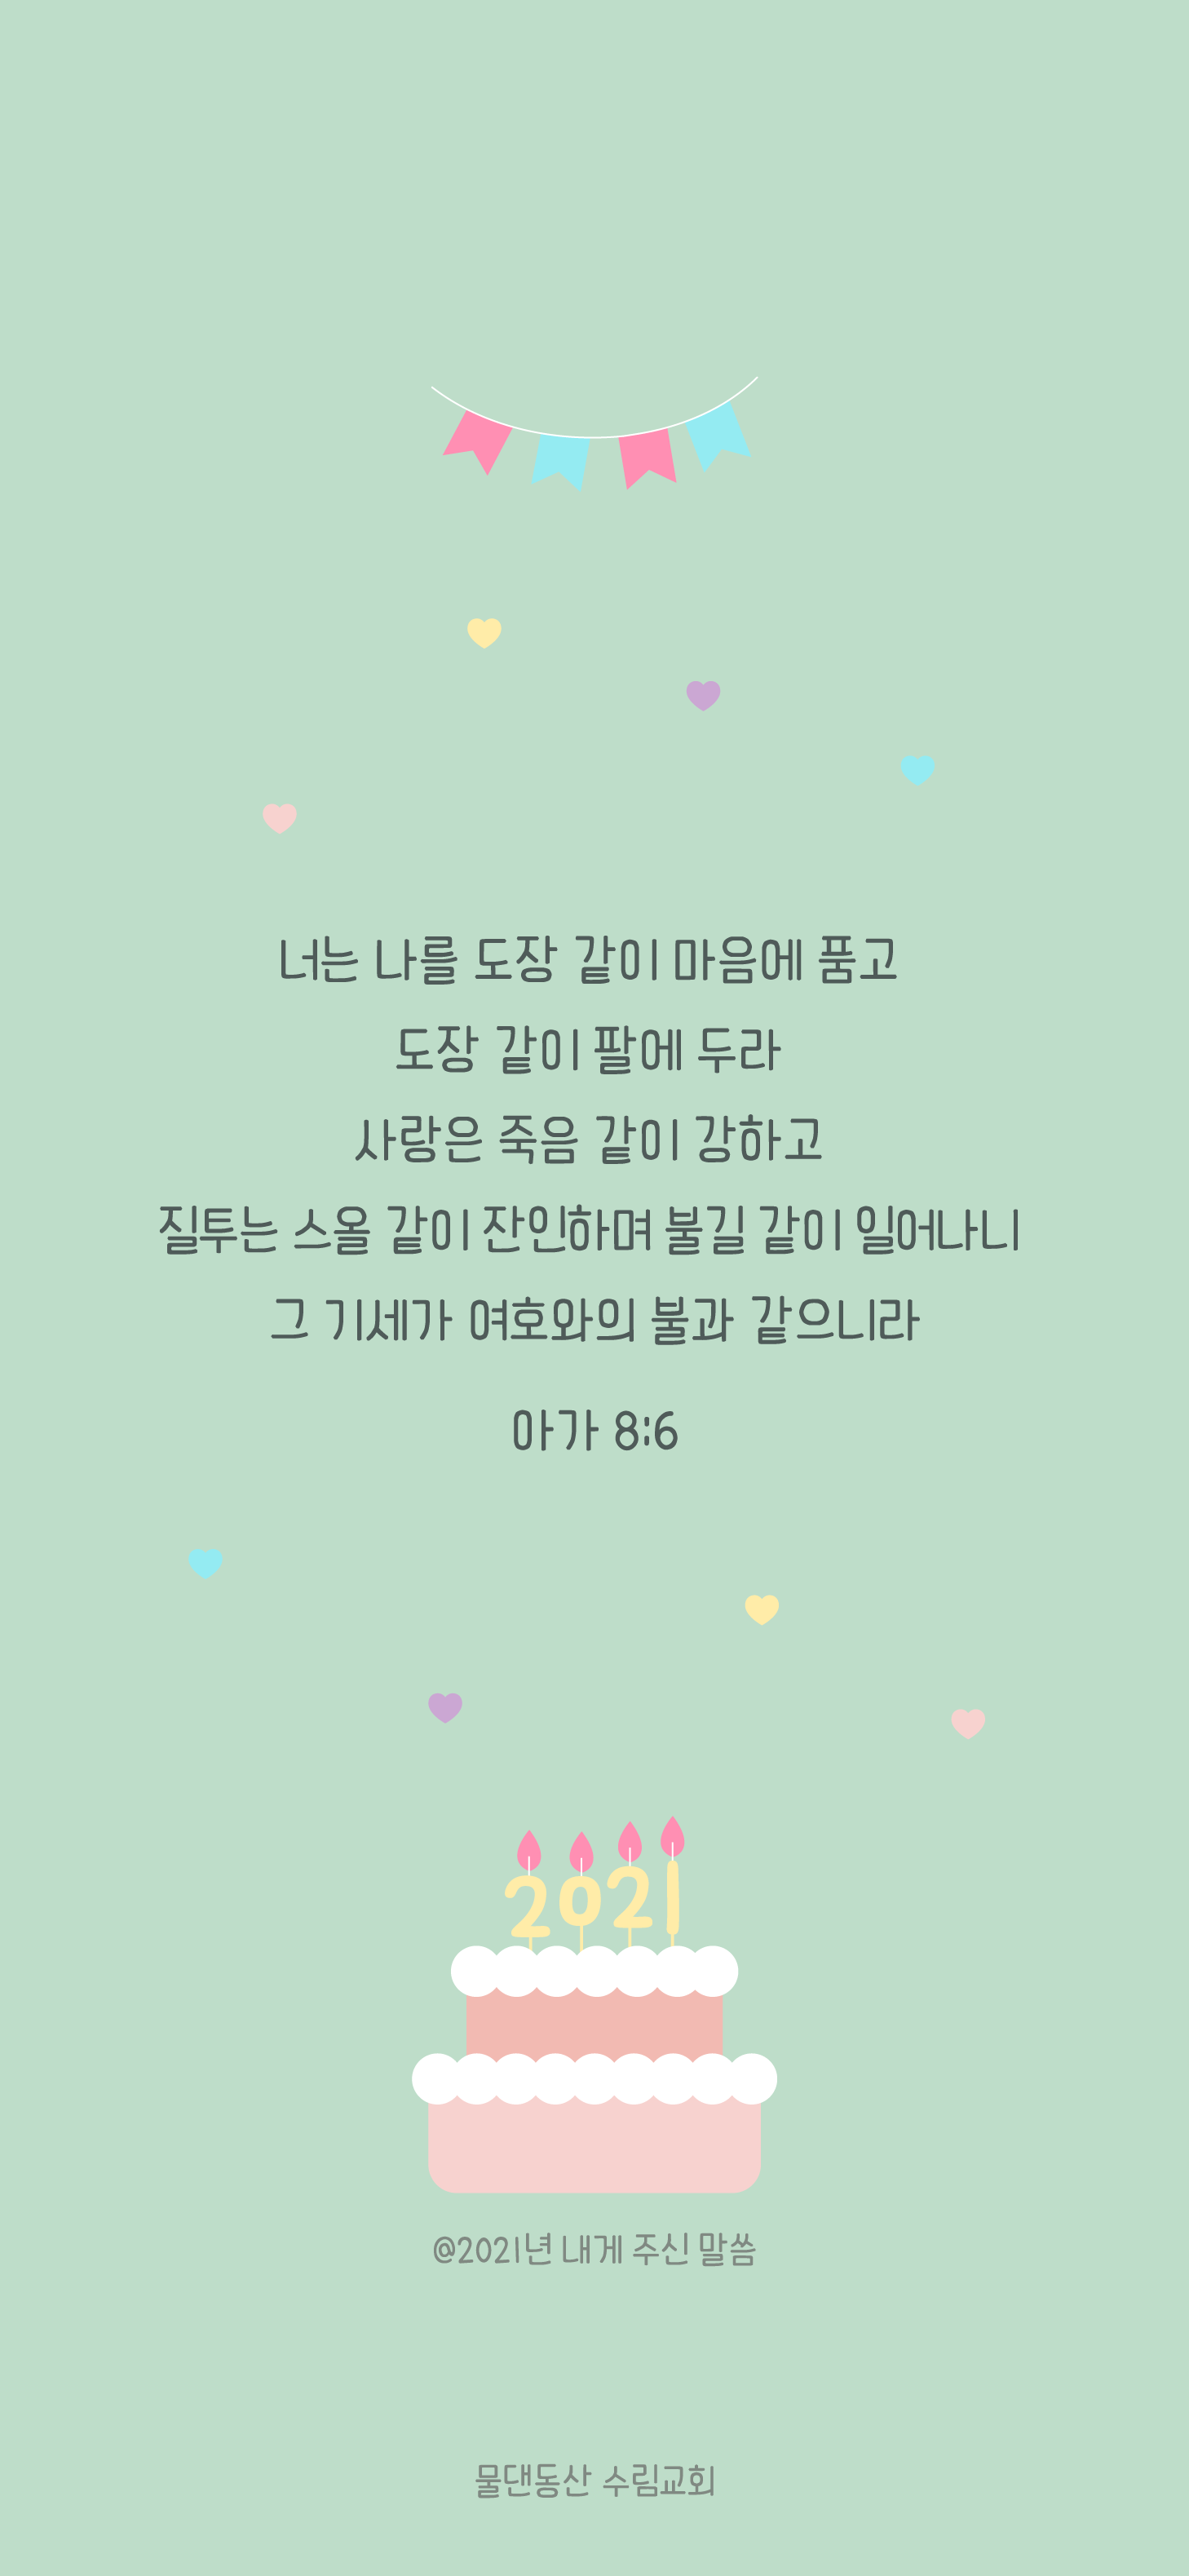 너는 나를 도장 같이 마음에 품고
도장 같이 팔에 두라
사랑은 죽음 같이 강하고
질투는 스올 같이 잔인하며 불길 같이 일어나니
그 기세가 여호와의 불과 같으니라
아가 8:6
2021
@2021년 내게 주신 말씀
물댄동산 수림교회